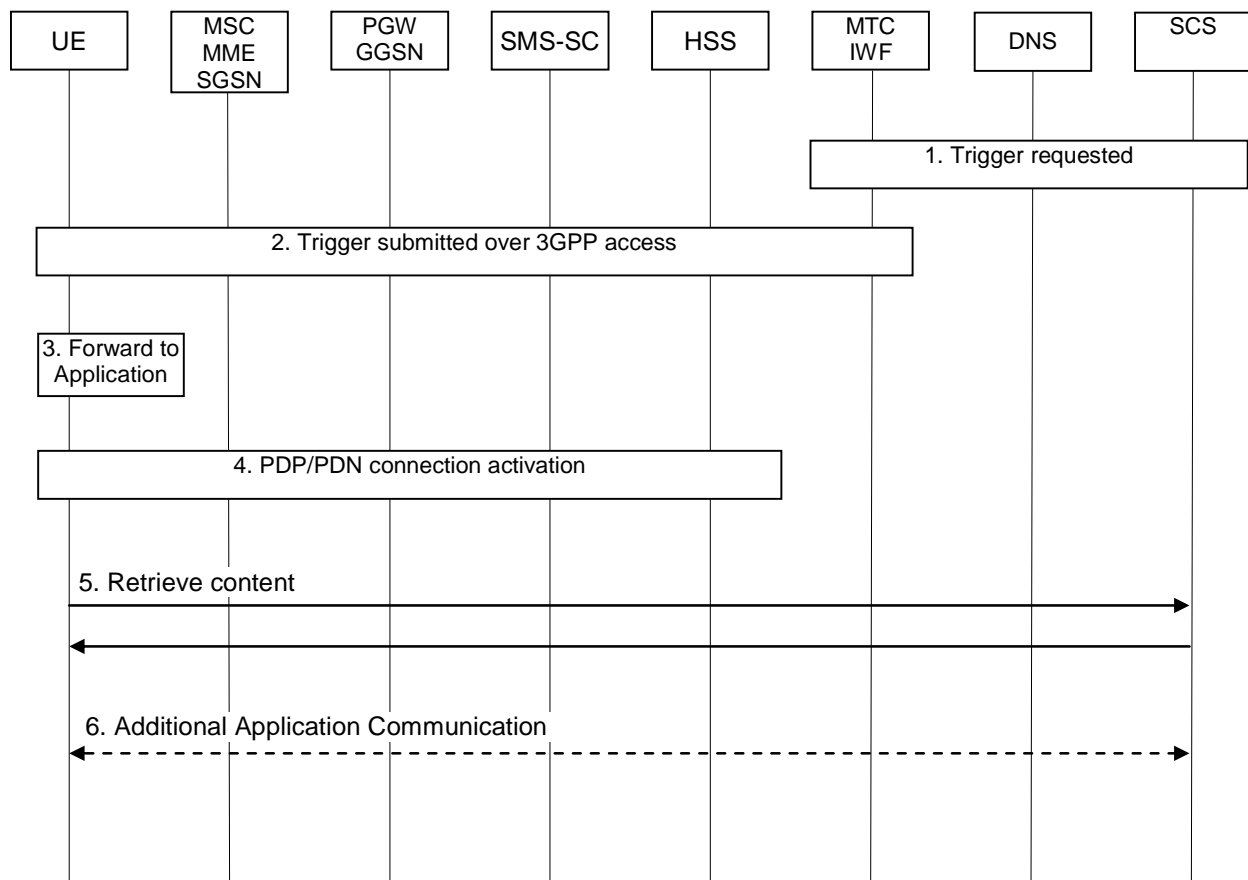 UE
MSC
MME
SGSN
PGW
GGSN
SMS-SC
HSS
MTC
IWF
DNS
SCS
1. Trigger requested
2. Trigger submitted over 3GPP access
3. Forward to
Application
4. PDP/PDN connection activation
5. Retrieve content
6. Additional Application Communication